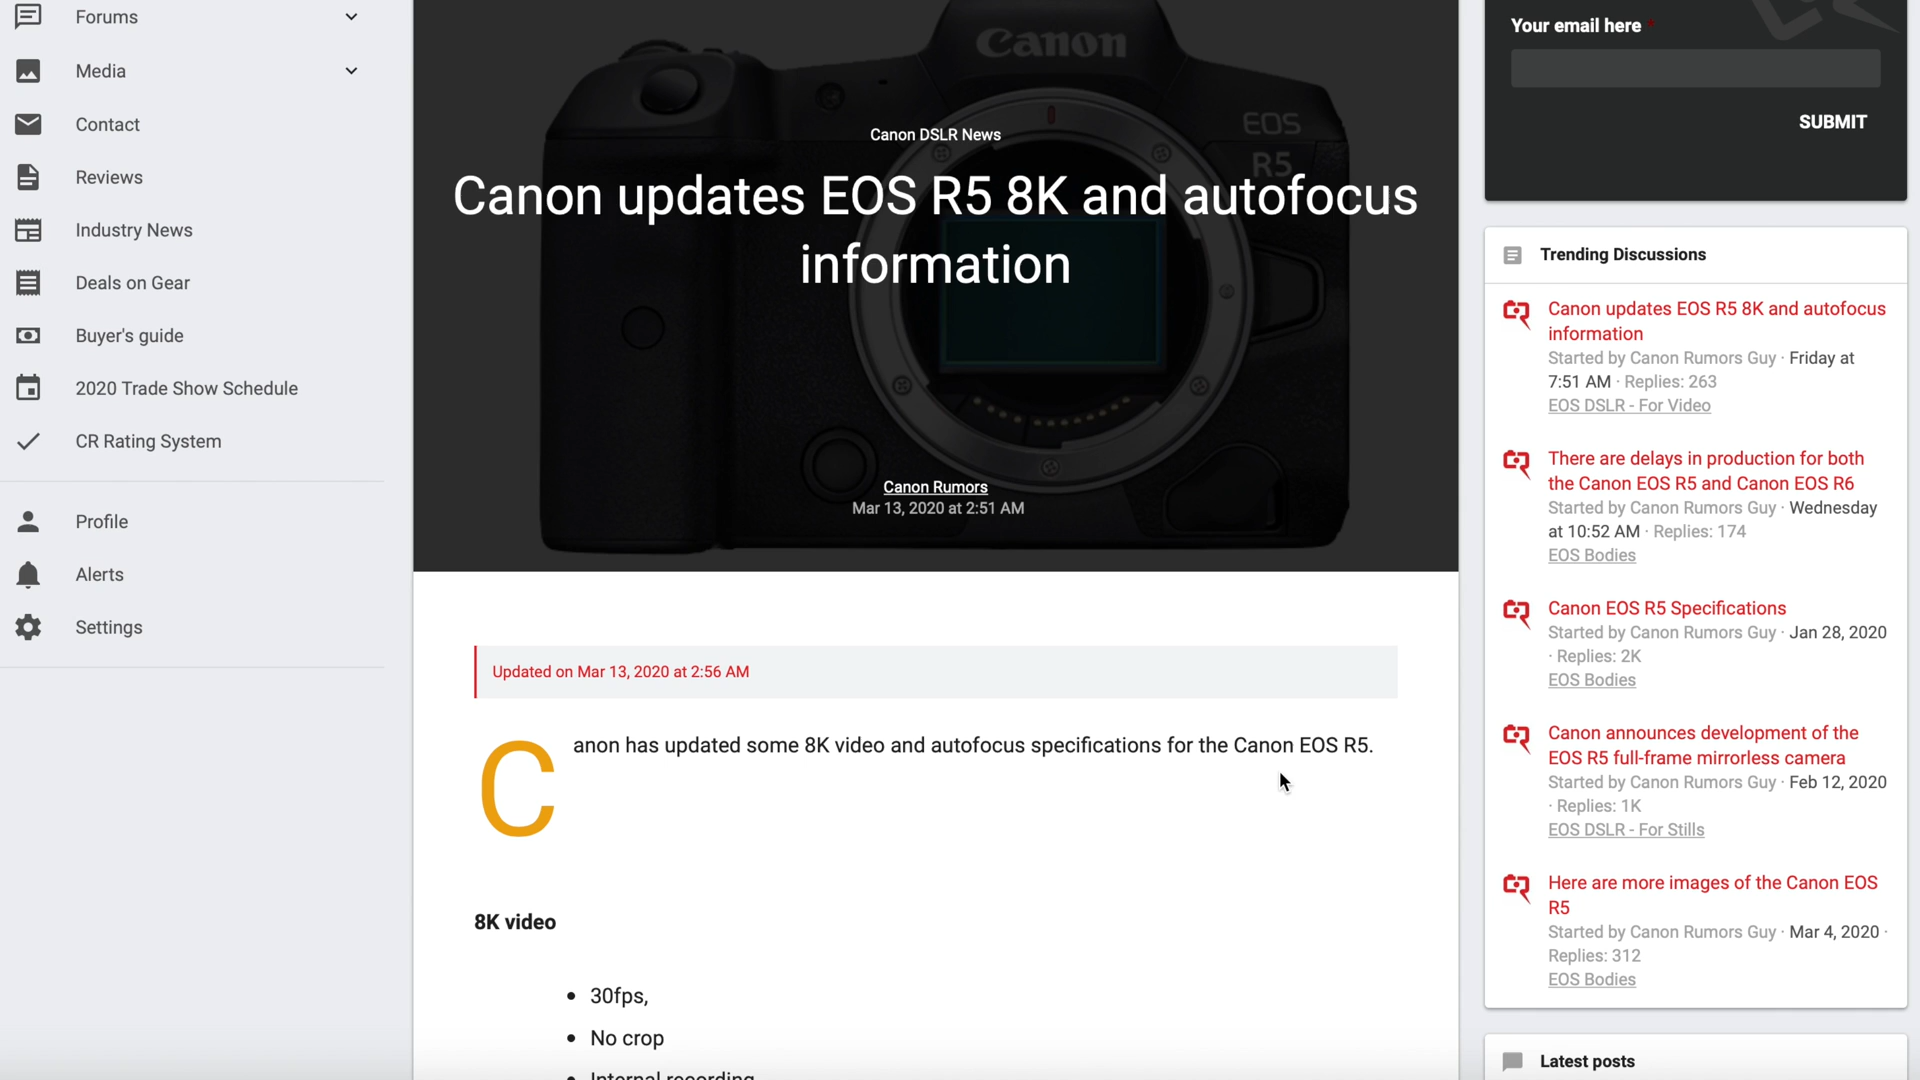 Forums
Media
Contact
Reviews
Industry News
Deals on Gear
Buyer's guide
2020 Trade Show Schedule
CR Rating System
Profile
Alerts
Settings
Canon
EOS
R5
Canon DSLR News
Canon updates EOS R5 8K and autofocus
information
Canon Rumors
Mar 13, 2020 at 2:51 AM
Updated on Mar 13, 2020 at 2:56 AM
Canon has updated some 8K video and autofocus specifications for the Canon EOS R5.
8K video
• 30fps,
• No crop
• Internal recording
Your email here *
SUBMIT
Trending Discussions
Canon updates EOS R5 8K and autofocus
information
Started by Canon Rumors Guy · Friday at
7:51 AM · Replies: 263
EOS DSLR - For Video
There are delays in production for both
the Canon EOS R5 and Canon EOS R6
Started by Canon Rumors Guy · Wednesday
at 10:52 AM · Replies: 174
EOS Bodies
Canon EOS R5 Specifications
Started by Canon Rumors Guy · Jan 28, 2020
· Replies: 2K
EOS Bodies
Canon announces development of the
EOS R5 full-frame mirrorless camera
Started by Canon Rumors Guy · Feb 12, 2020
· Replies: 1K
EOS DSLR - For Stills
Here are more images of the Canon EOS
R5
Started by Canon Rumors Guy · Mar 4, 2020 ·
Replies: 312
EOS Bodies
Latest posts